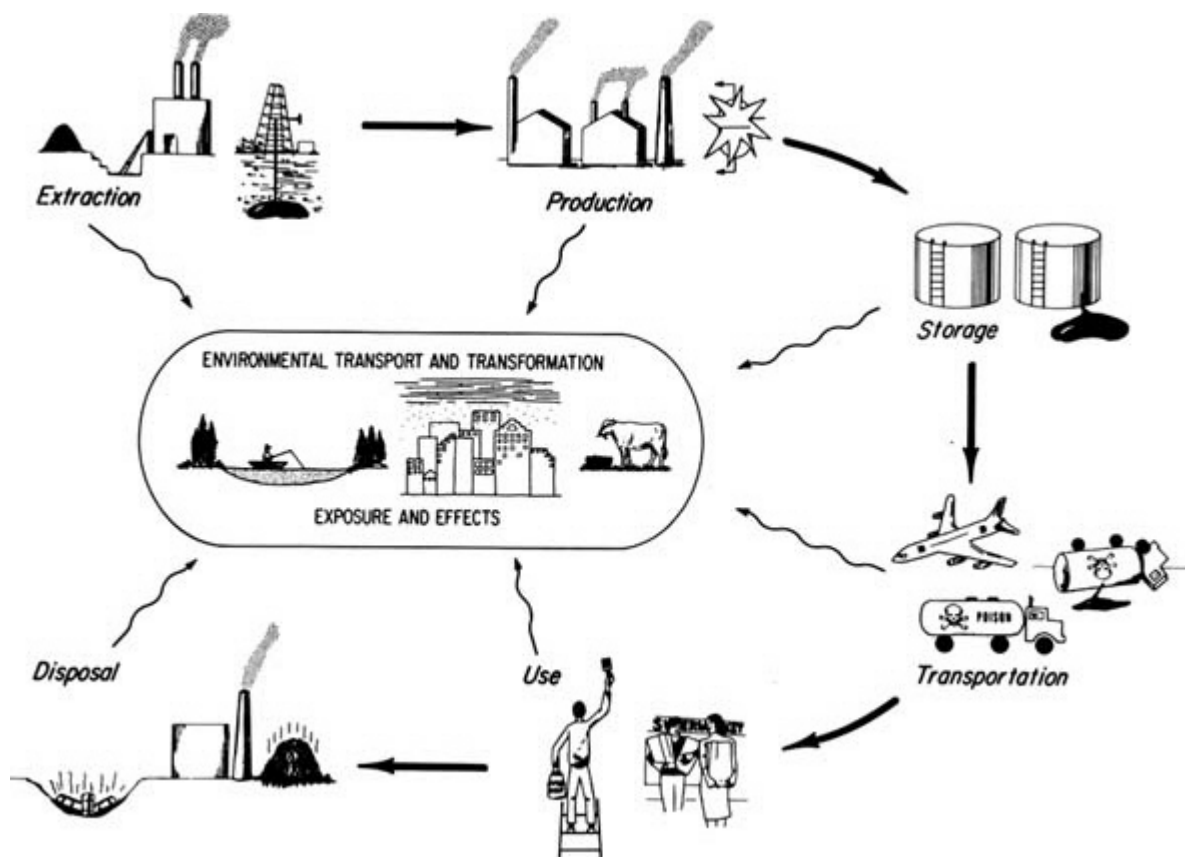 Extraction
Production
Storage
ENVIRONMENTAL TRANSPORT AND TRANSFORMATION
EXPOSURE AND EFFECTS
POISON
Transportation
Disposal
Use